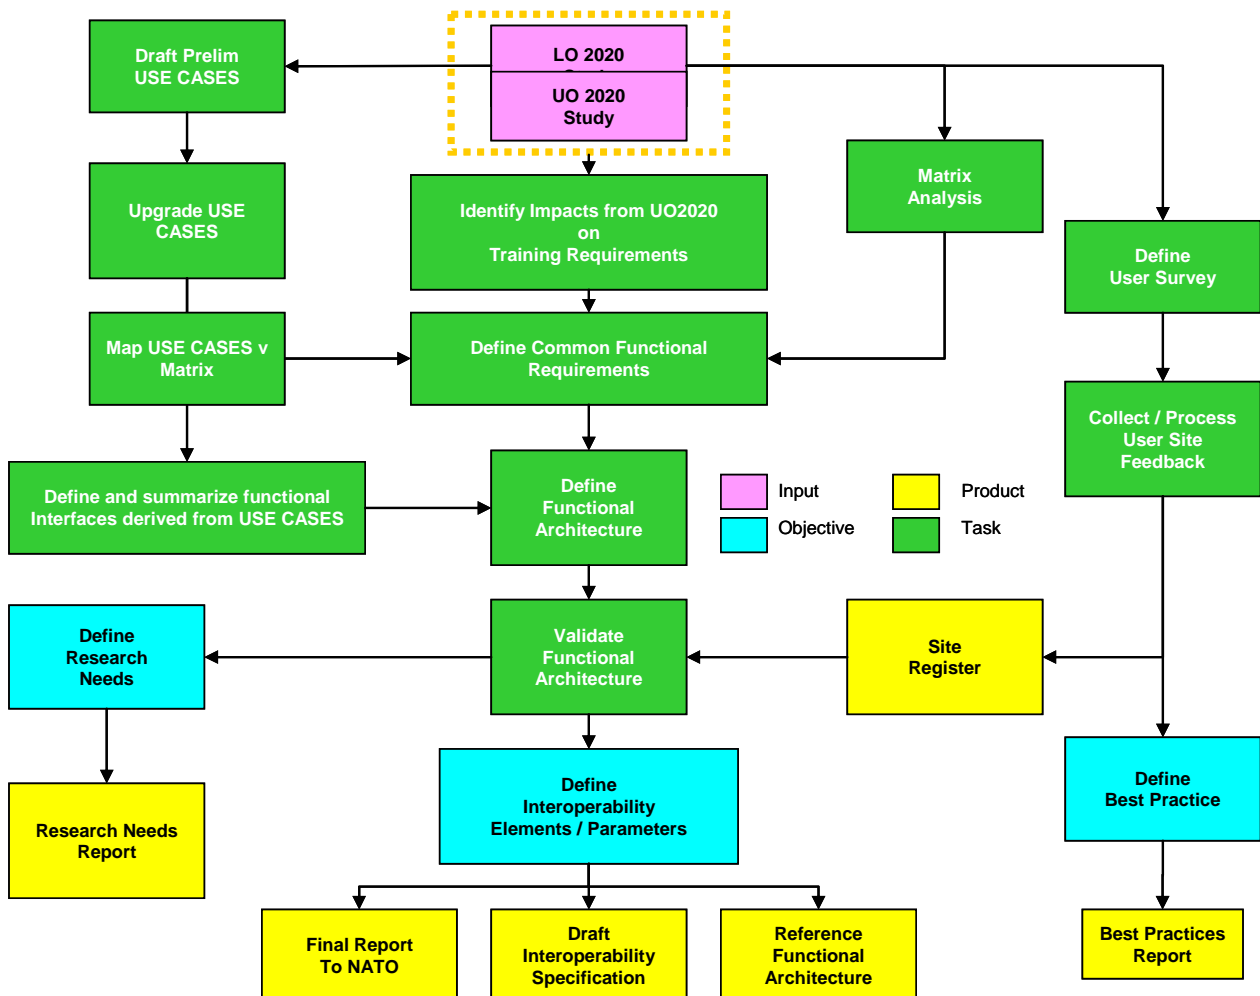 Draft Prelim
USE CASES
LO 2020
UO 2020
Study
Matrix
Analysis
Upgrade USE
CASES
Identify Impacts from UO2020
on
Training Requirements
Define
User Survey
Map USE CASES v
Matrix
Define Common Functional
Requirements
Collect / Process
User Site
Feedback
Define and summarize functional
Interfaces derived from USE CASES
Define
Functional
Architecture
Input
Product
Objective
Task
Define
Research
Needs
Validate
Functional
Architecture
Site
Register
Define
Interoperability
Elements / Parameters
Define
Best Practice
Research Needs
Report
Final Report
To NATO
Draft
Interoperability
Specification
Reference
Functional
Architecture
Best Practices
Report